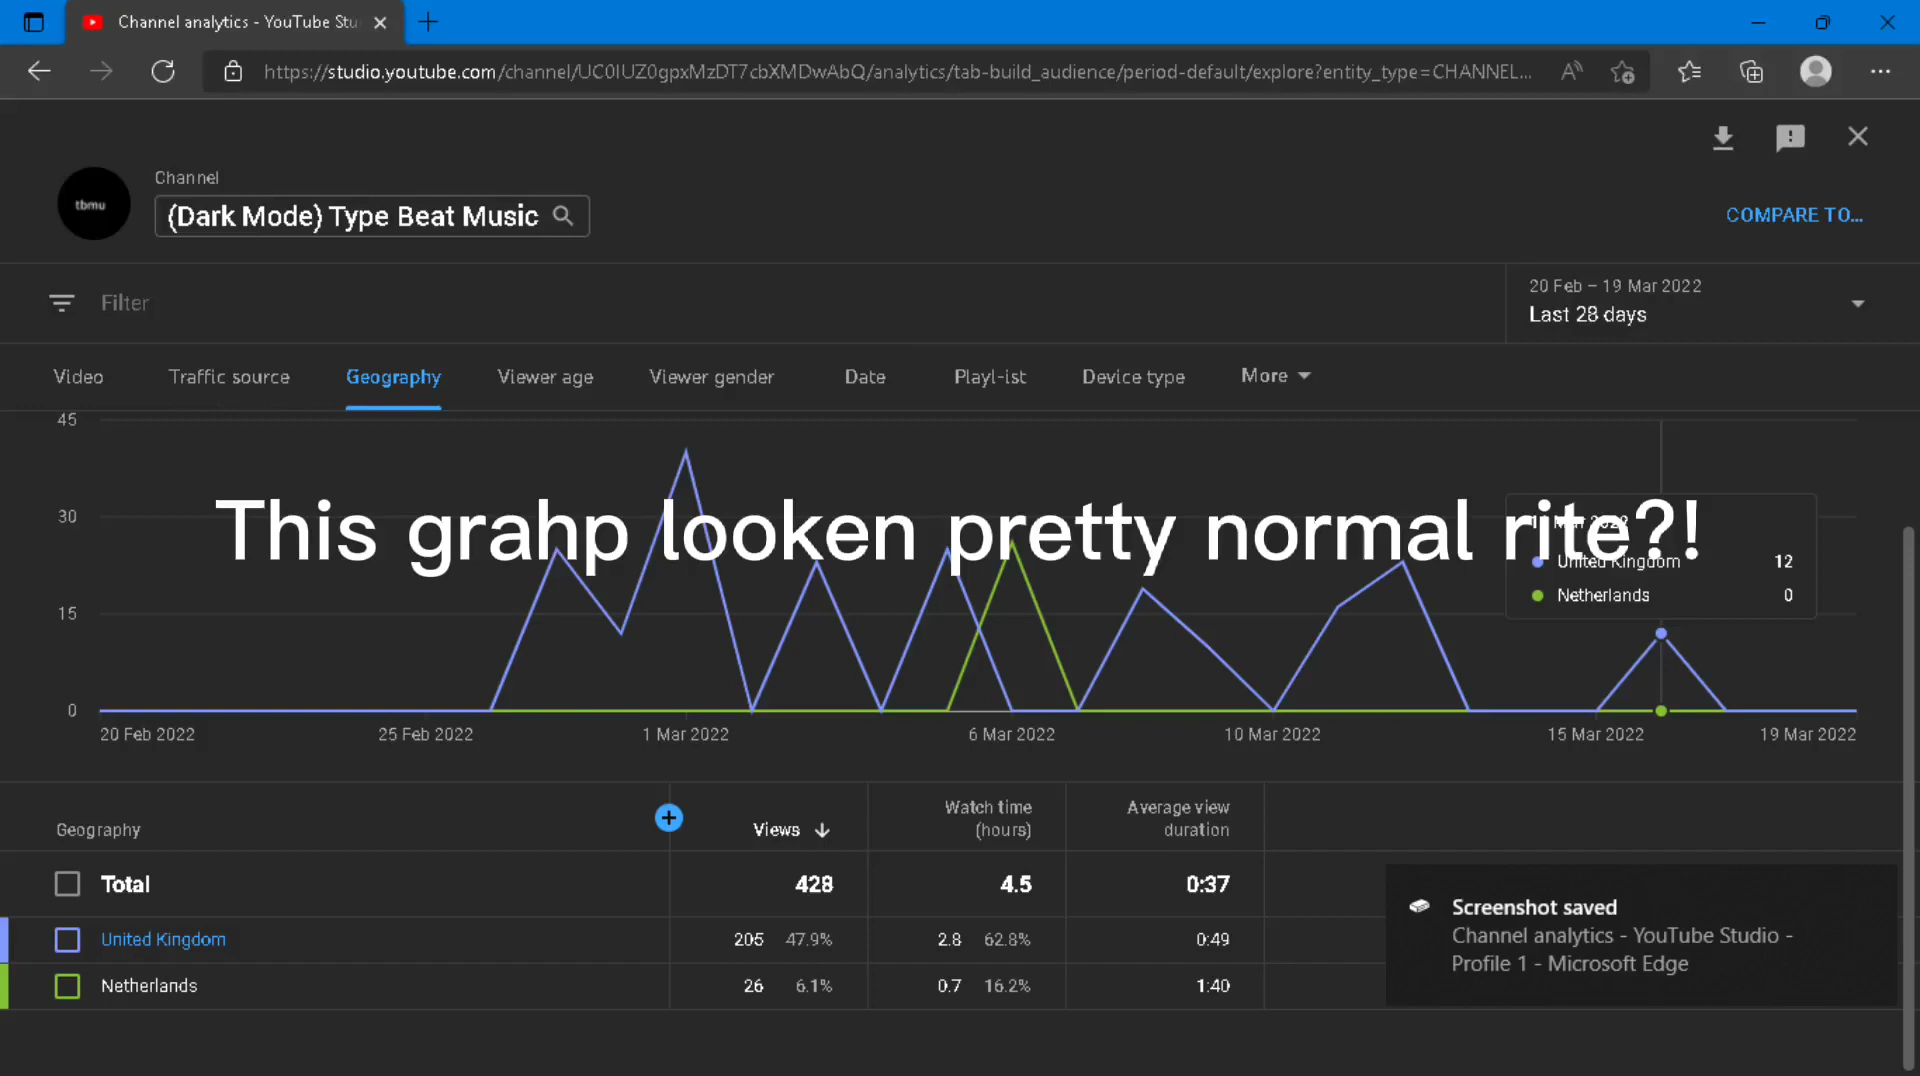 Channel analytics - YouTube Stu
https://studio.youtube.com/channel/UC0IUZ0gpxMzDT7cbXMDwAbQ/analytics/tab-build_audience/period-default/explore?entity_type=CHANNEL...
tbmu
Channel
(Dark Mode) Type Beat Music
COMPARE TO...
Filter
20 Feb – 19 Mar 2022
Last 28 days
Video Traffic source Geography Viewer age Viewer gender Date Playl-ist Device type More
45
30
15
0
This grahp looken pretty normal rite?!
Mar 2022
United Kingdom 12
Netherlands 0
20 Feb 2022 25 Feb 2022 1 Mar 2022 6 Mar 2022 10 Mar 2022 15 Mar 2022 19 Mar 2022
Geography Views Watch time (hours) Average view duration
Total 428 4.5 0:37
United Kingdom 205 47.9% 2.8 62.8% 0:49
Netherlands 26 6.1% 0.7 16.2% 1:40
Screenshot saved
Channel analytics - YouTube Studio -
Profile 1 - Microsoft Edge